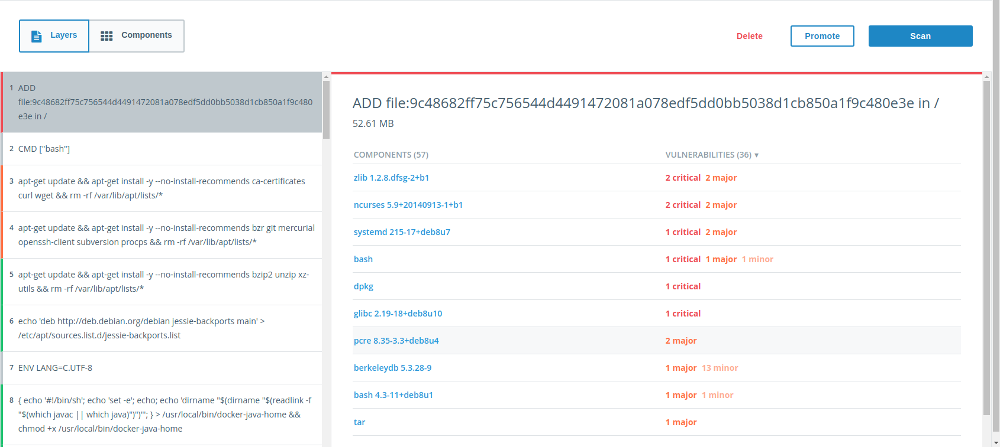 Layers
Components
Delete
Promote
Scan
1 ADD
file:9c48682ff75c756544d4491472081a078edf5dd0bb5038d1cb850a1f9c480
e3e in /
2 CMD ["bash"]
3 apt-get update && apt-get install -y --no-install-recommends ca-certificates
curl wget && rm -rf /var/lib/apt/lists/*
4 apt-get update && apt-get install -y --no-install-recommends bzr git mercurial
openssh-client subversion procps && rm -rf /var/lib/apt/lists/*
5 apt-get update && apt-get install -y --no-install-recommends bzip2 unzip xz-
utils && rm -rf /var/lib/apt/lists/*
6 echo 'deb http://deb.debian.org/debian jessie-backports main' >
/etc/apt/sources.list.d/jessie-backports.list
7 ENV LANG=C.UTF-8
8 { echo '#!/bin/sh'; echo 'set -e'; echo; echo 'dirname "$(dirname "$(readlink -f
"$(which javac || which java)")")"'; } > /usr/local/bin/docker-java-home &&
chmod +x /usr/local/bin/docker-java-home
ADD file:9c48682ff75c756544d4491472081a078edf5dd0bb5038d1cb850a1f9c480e3e in /
52.61 MB
COMPONENTS (57) VULNERABILITIES (36) ▼
zlib 1.2.8.dfsg-2+b1 2 critical 2 major
ncurses 5.9+20140913-1+b1 2 critical 2 major
systemd 215-17+deb8u7 1 critical 2 major
bash 1 critical 1 major 1 minor
dpkg 1 critical
glibc 2.19-18+deb8u10 1 critical
pcre 8.35-3.3+deb8u4 2 major
berkeleydb 5.3.28-9 1 major 13 minor
bash 4.3-11+deb8u1 1 major 1 minor
tar 1 major